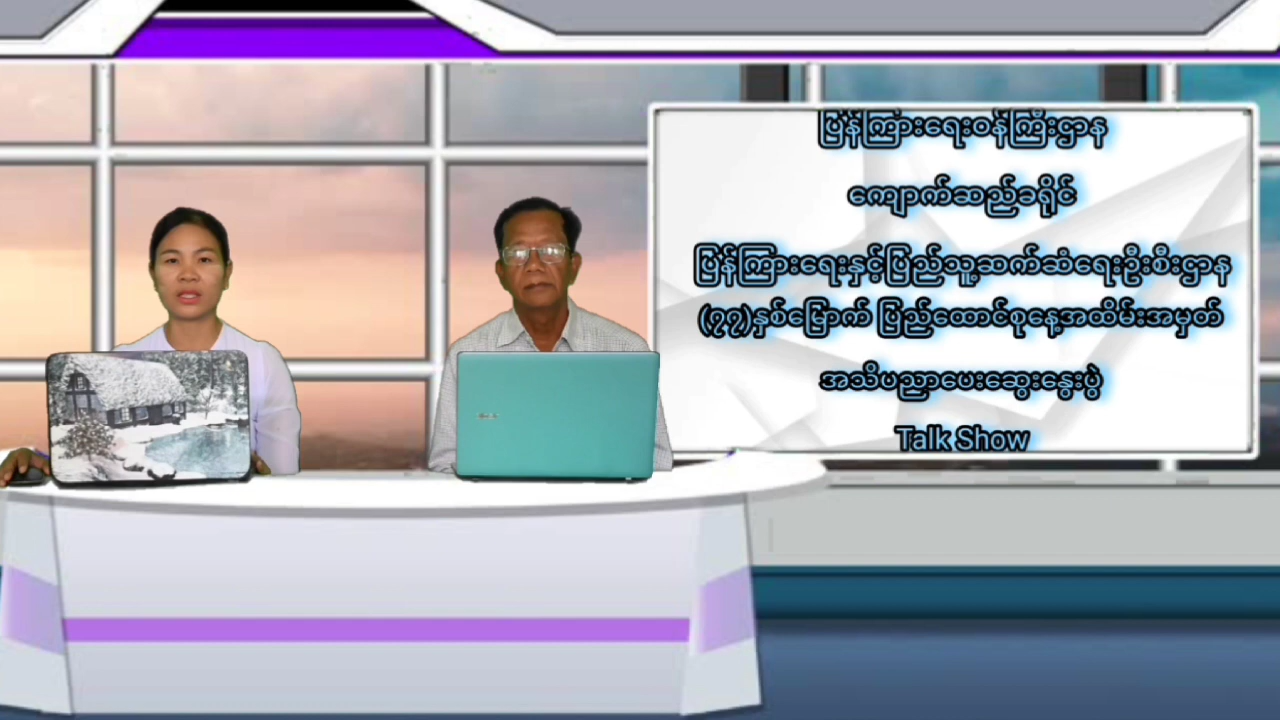 ပြန်ကြားရေးဝန်ကြီးဌာန
ကျောက်ဆည်ခရိုင်
ပြန်ကြားရေးနှင့်ပြည်သူ့ဆက်ဆံရေးဦးစီးဌာန
(၇၇)နှစ်မြောက် ပြည်ထောင်စုနေ့အထိမ်းအမှတ်
အသိပညာပေးဆွေးနွေးပွဲ
Talk Show
acer